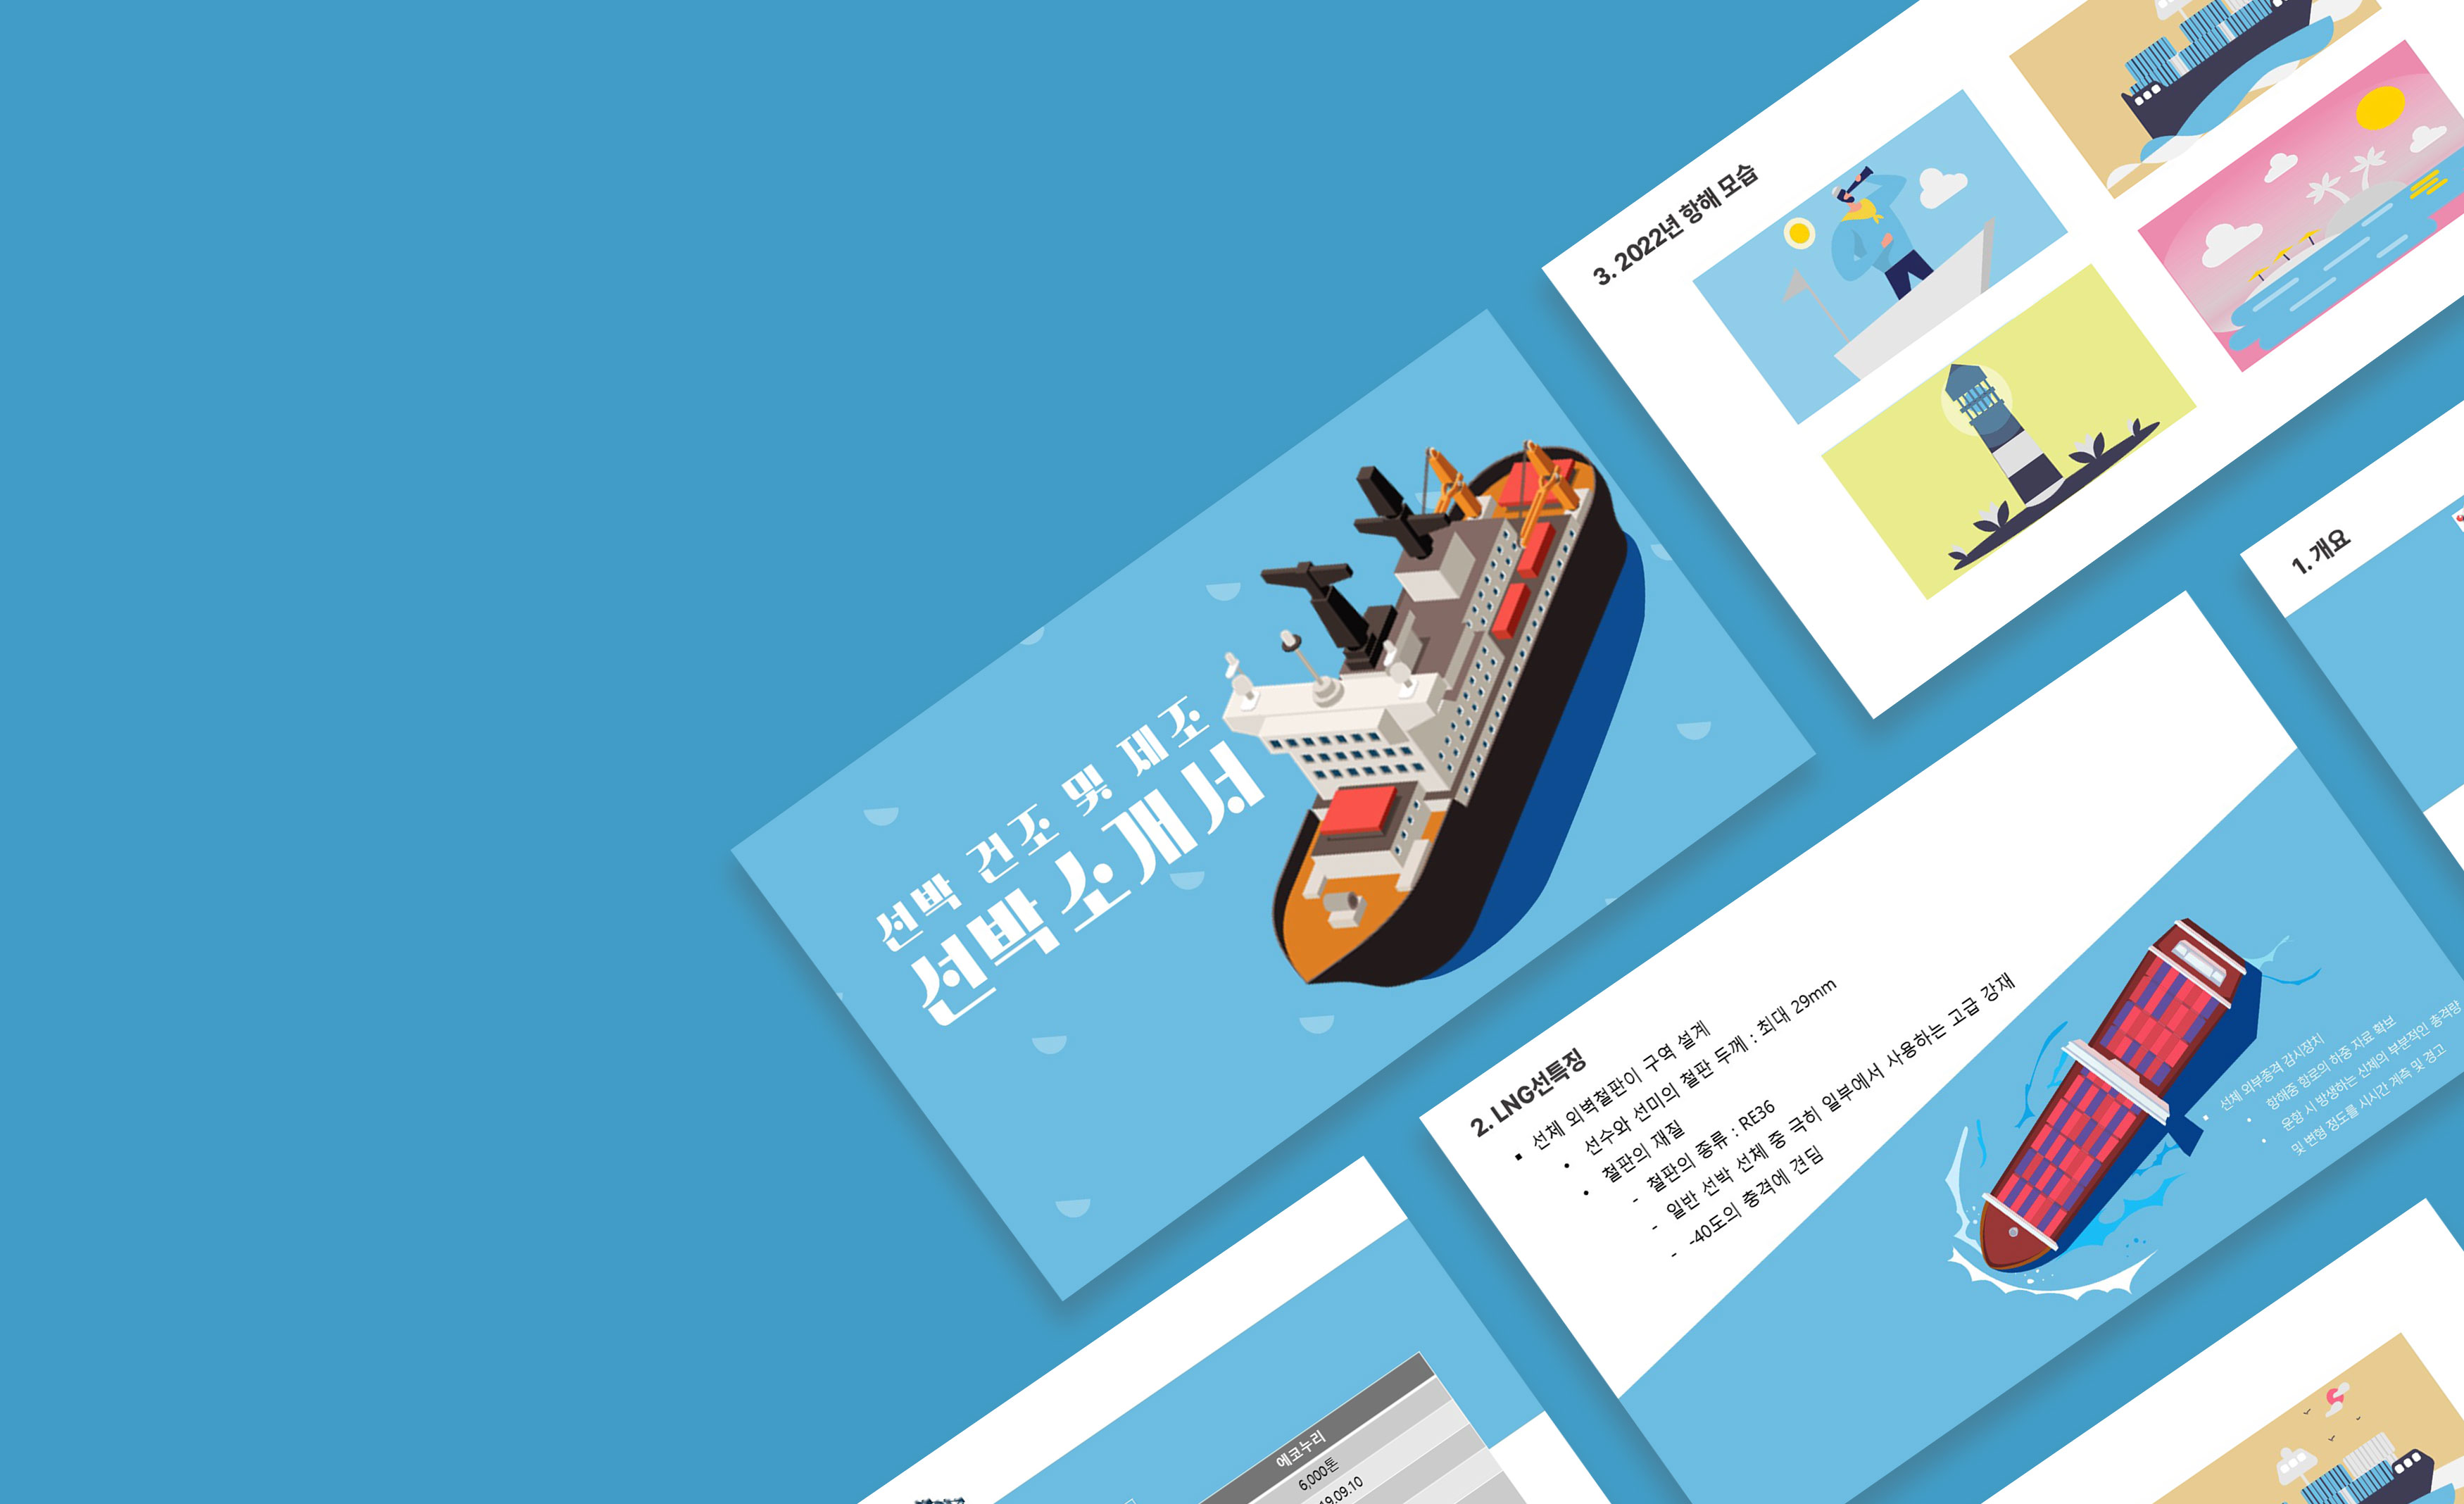 선박 건조 및 제조
선박소개서
3. 2022년 항해 모습
1. 개요
2. LNG선특징
▪ 선체 외벽철판이 구역 설계
• 선수와 선미의 철판 두께 : 최대 29mm
• 철판의 재질
- 철판의 종류 : RE36
- 일반 선박 선체 중 극히 일부에서 사용하는 고급 강재
- -40도의 충격에 견딤
▪ 선체 외부충격 감시장치
• 항해중 항로의 하중 자료 확보
• 운항 시 발생하는 선체의 부분적인 충격량
및 변형 정도를 실시간 계측 및 경고
에코누리
6,000톤
19.09.10